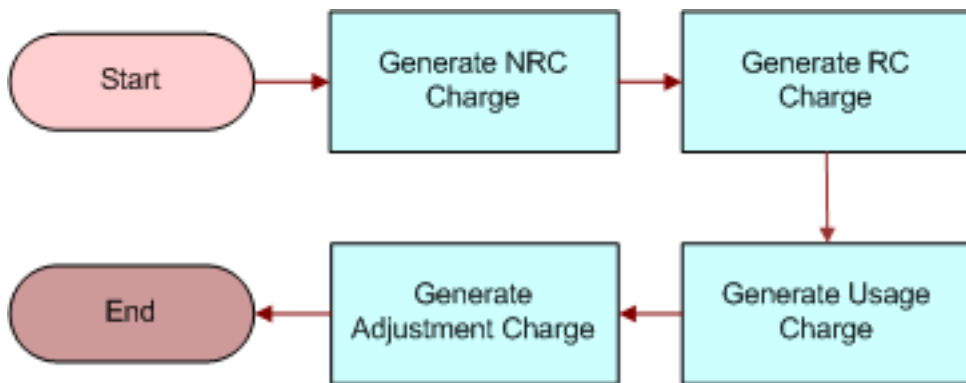 Start
Generate NRC
Charge
Generate RC
Charge
Generate Usage
Charge
Generate
Adjustment Charge
End